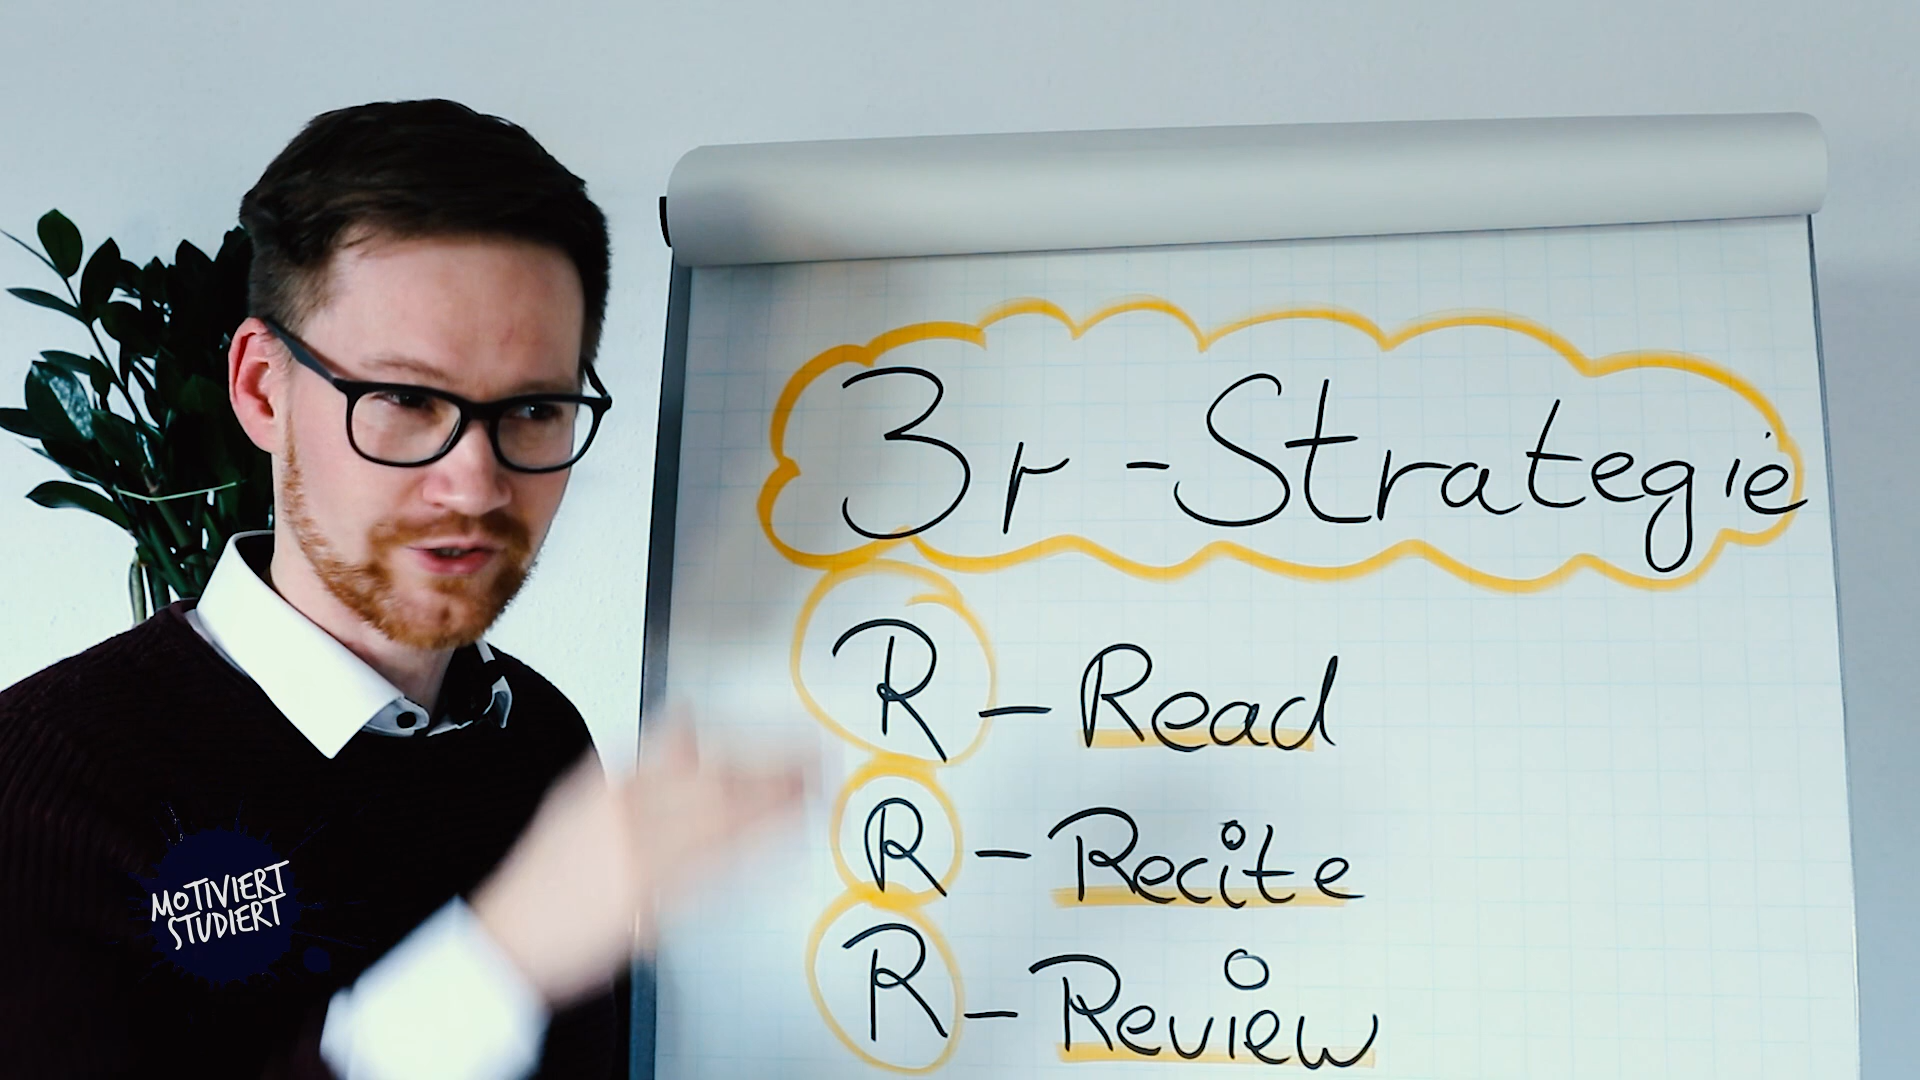 3r-Strategie
R - Read
R - Recite
R - Review
MOTIVIERT
STUDIERT